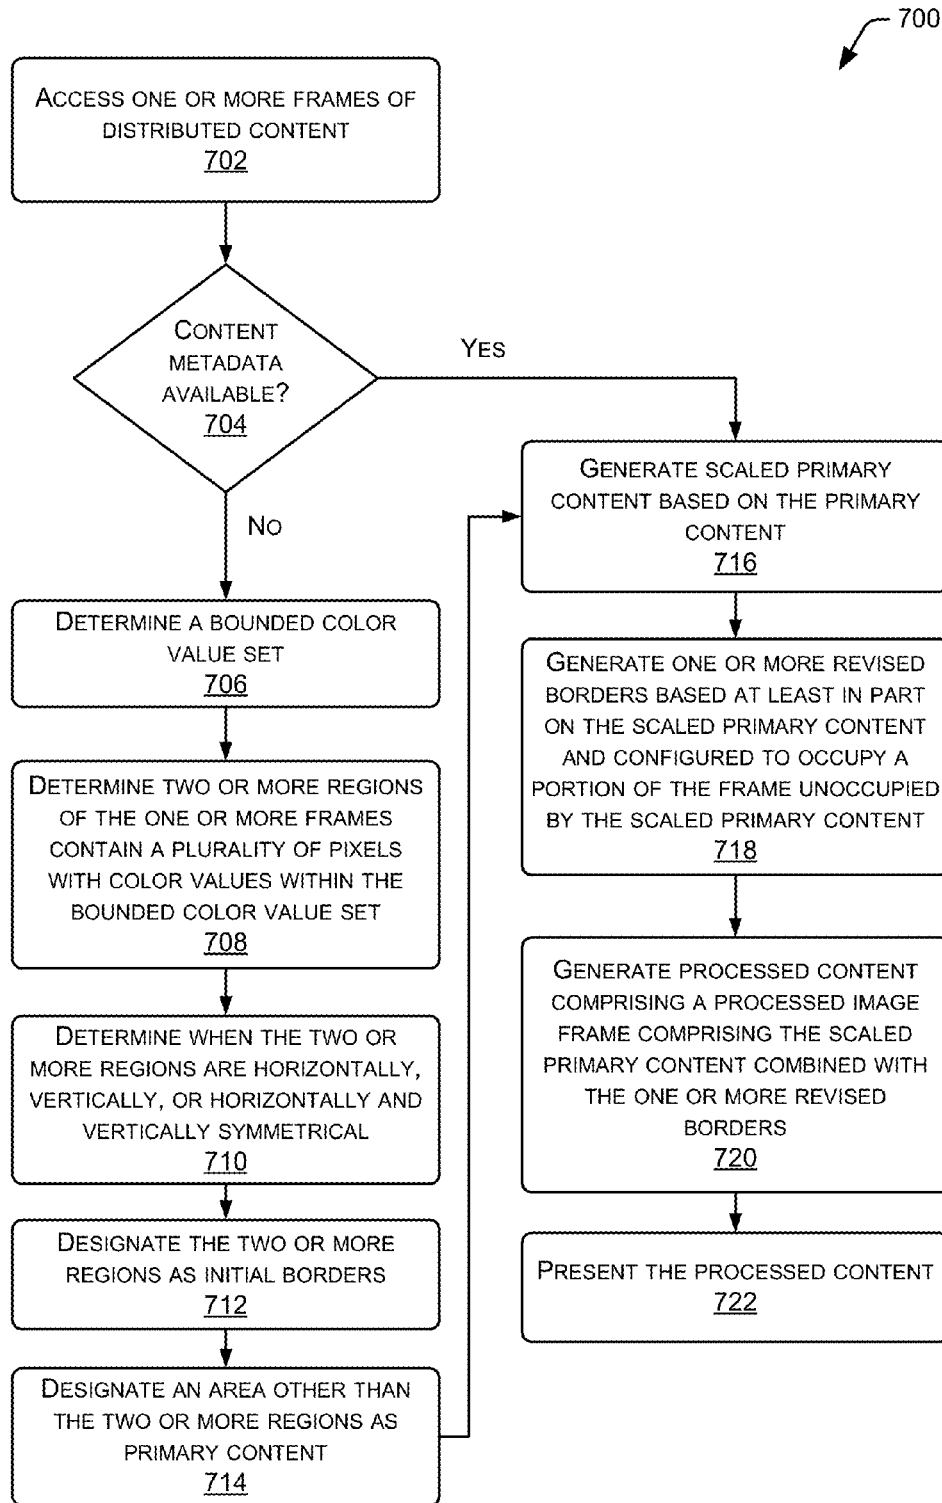 700
ACCESS ONE OR MORE FRAMES OF
DISTRIBUTED CONTENT
702
CONTENT
METADATA
AVAILABLE?
704
YES
NO
DETERMINE A BOUNDED COLOR
VALUE SET
706
DETERMINE TWO OR MORE REGIONS
OF THE ONE OR MORE FRAMES
CONTAIN A PLURALITY OF PIXELS
WITH COLOR VALUES WITHIN THE
BOUNDED COLOR VALUE SET
708
DETERMINE WHEN THE TWO OR
MORE REGIONS ARE HORIZONTALLY,
VERTICALLY, OR HORIZONTALLY AND
VERTICALLY SYMMETRICAL
710
DESIGNATE THE TWO OR MORE
REGIONS AS INITIAL BORDERS
712
DESIGNATE AN AREA OTHER THAN
THE TWO OR MORE REGIONS AS
PRIMARY CONTENT
714
GENERATE SCALED PRIMARY
CONTENT BASED ON THE PRIMARY
CONTENT
716
GENERATE ONE OR MORE REVISED
BORDERS BASED AT LEAST IN PART
ON THE SCALED PRIMARY CONTENT
AND CONFIGURED TO OCCUPY A
PORTION OF THE FRAME UNOCCUPIED
BY THE SCALED PRIMARY CONTENT
718
GENERATE PROCESSED CONTENT
COMPRISING A PROCESSED IMAGE
FRAME COMPRISING THE SCALED
PRIMARY CONTENT COMBINED WITH
THE ONE OR MORE REVISED
BORDERS
720
PRESENT THE PROCESSED CONTENT
722